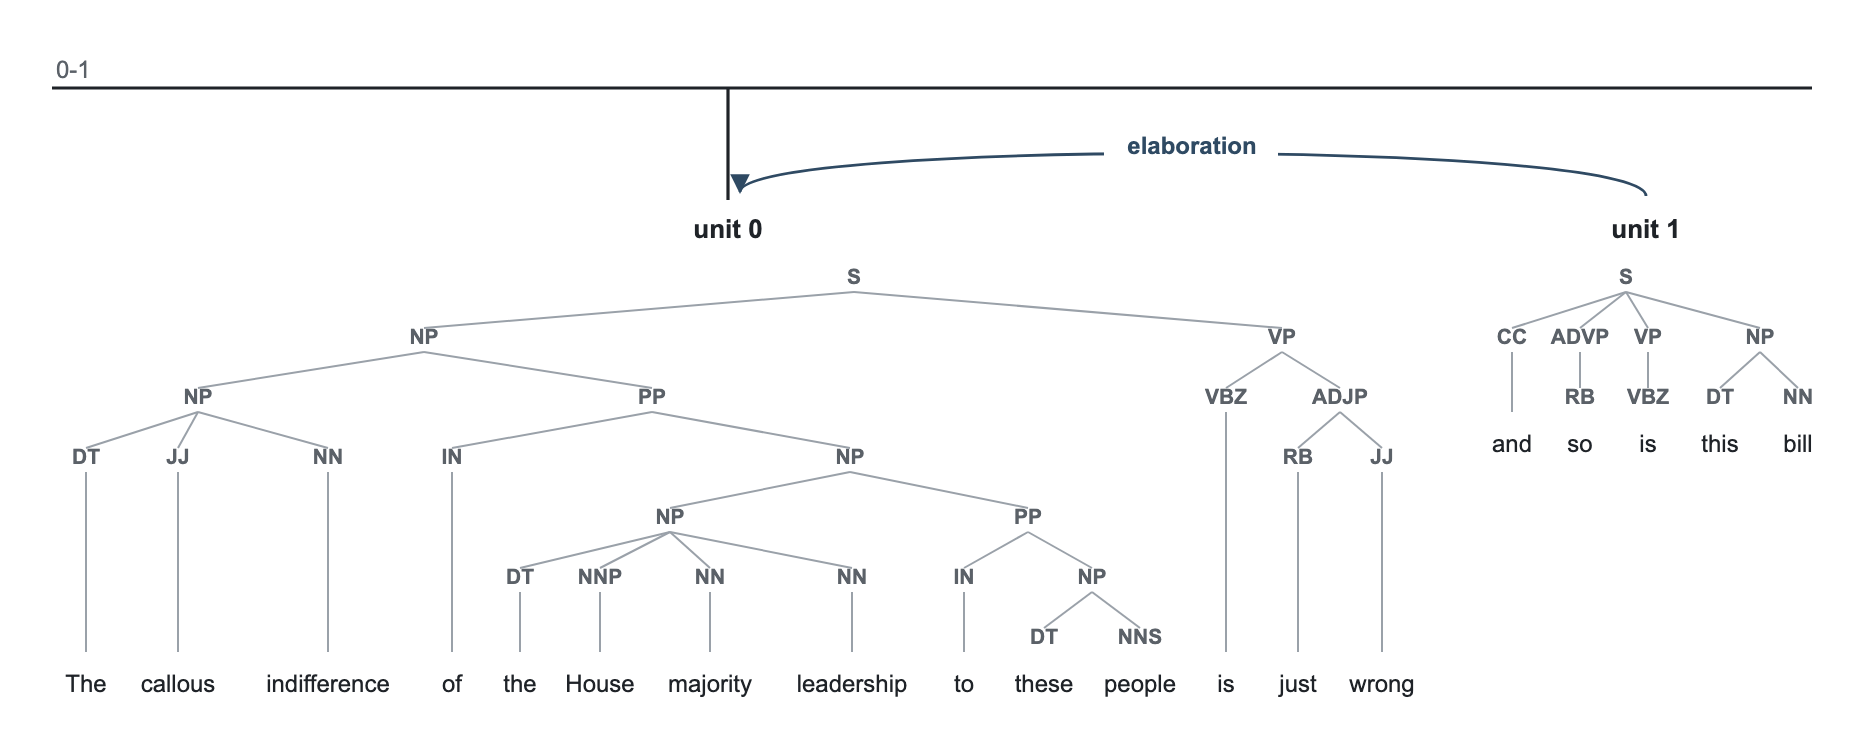 0-1
elaboration
unit 0 unit 1
S S
NP VP CC ADVP VP NP
NP PP VBZ ADJP RB VBZ DT NN
and so is this bill
DT JJ NN IN NP RB JJ
NP PP
DT NNP NN NN IN NP
DT NNS
The callous indifference of the House majority leadership to these people is just wrong